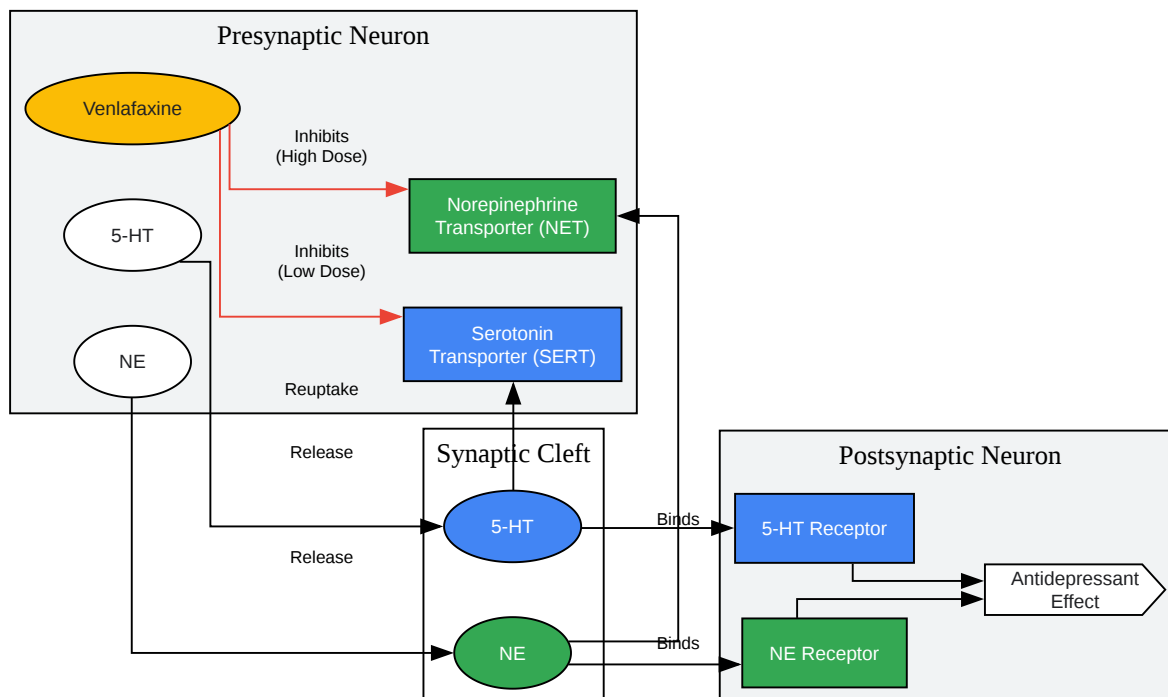 Presynaptic Neuron
Venlafaxine
Inhibits
(High Dose)
Norepinephrine
Transporter (NET)
5-HT
Inhibits
(Low Dose)
Serotonin
Transporter (SERT)
NE
Reuptake
Release
Synaptic Cleft
Postsynaptic Neuron
5-HT
Binds
5-HT Receptor
Release
Antidepressant
Effect
NE
Binds
NE Receptor